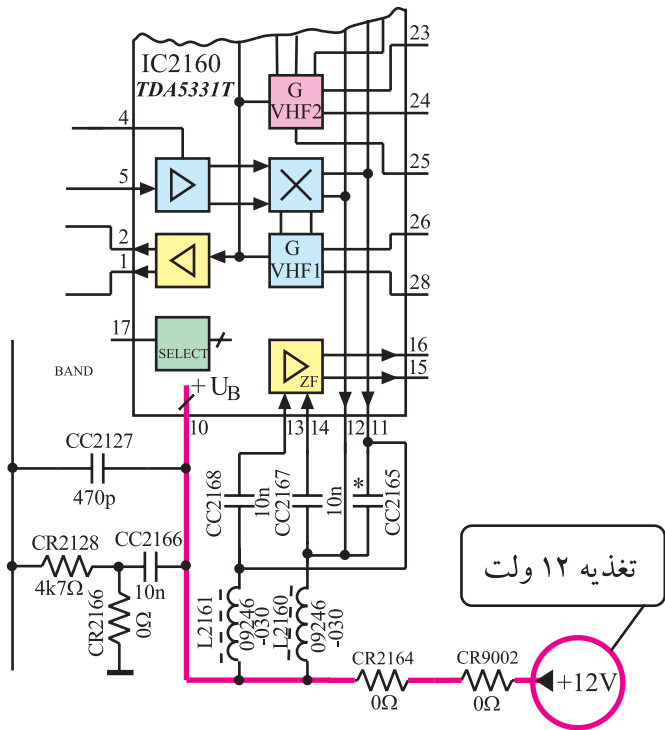 23
IC2160
TDA5331T
G
VHF2
24
4
25
5
26
2
G
VHF1
1
28
17
SELECT
16
ZF
15
BAND
+ U_B
10
13
14
12
11
CC2127
470p
CC2168
10n
CC2167
10n
*
CC2165
CR2128
4k7Ω
CC2166
10n
CR2166
0Ω
L2161
09246
-030
L2160
09246
-030
تغذیه ۱۲ ولت
CR2164
0Ω
CR9002
0Ω
+12V